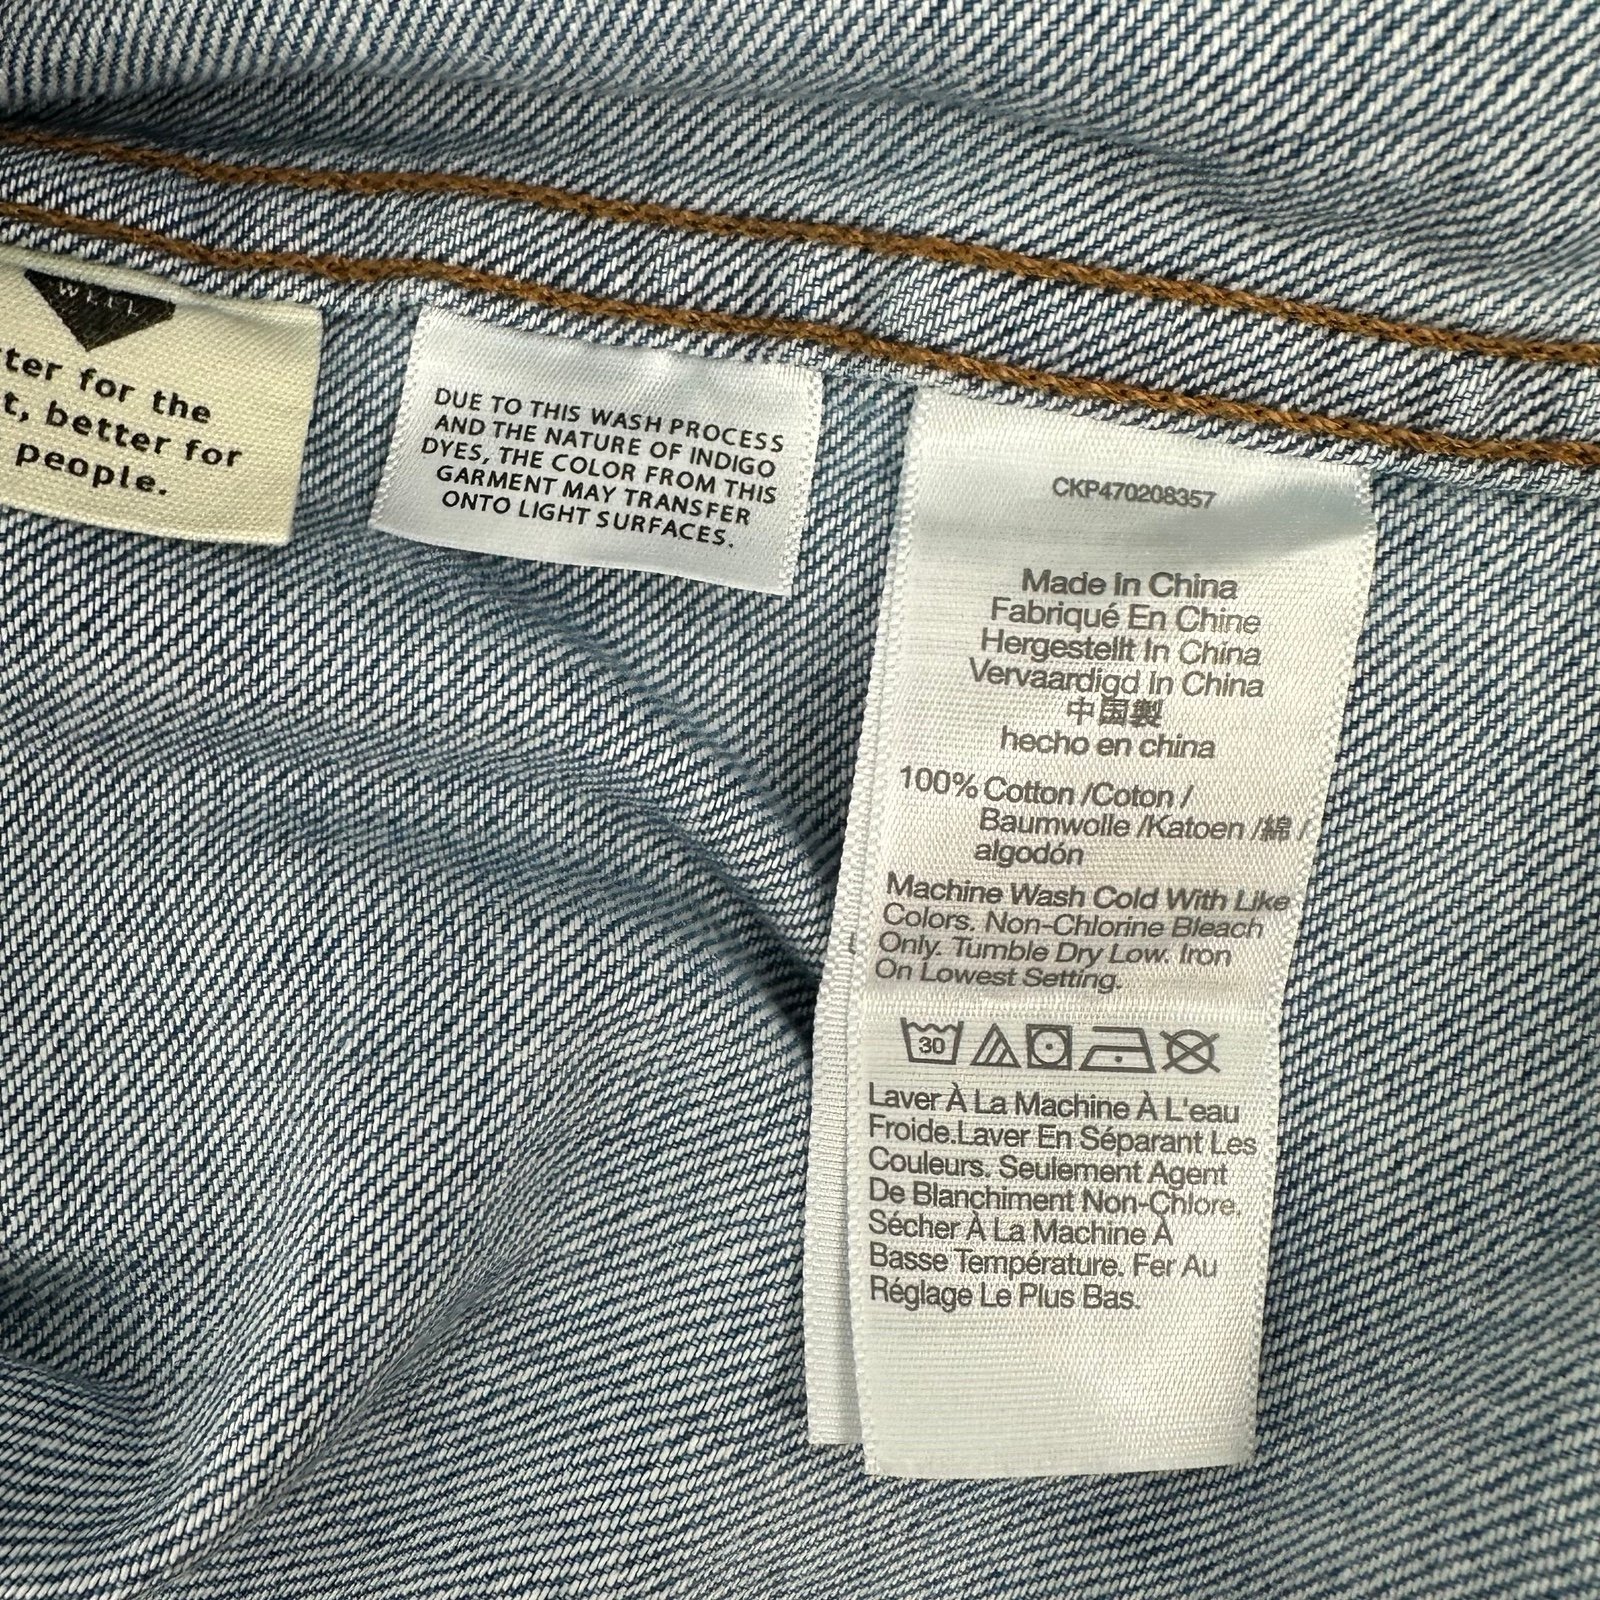 WELL
ter for the
t, better for
people.
DUE TO THIS WASH PROCESS
AND THE NATURE OF INDIGO
DYES, THE COLOR FROM THIS
GARMENT MAY TRANSFER
ONTO LIGHT SURFACES.
CKP470208357
Made In China
Fabriqué En Chine
Hergestellt In China
Vervaardigd In China
中国製
hecho en china
100% Cotton /Coton /
Baumwolle /Katoen /綿 /
algodón
Machine Wash Cold With Like
Colors. Non-Chlorine Bleach
Only. Tumble Dry Low. Iron
On Lowest Setting.
30
Laver À La Machine À L'eau
Froide.Laver En Séparant Les
Couleurs. Seulement Agent
De Blanchiment Non-Chlore.
Sécher À La Machine À
Basse Température. Fer Au
Réglage Le Plus Bas.